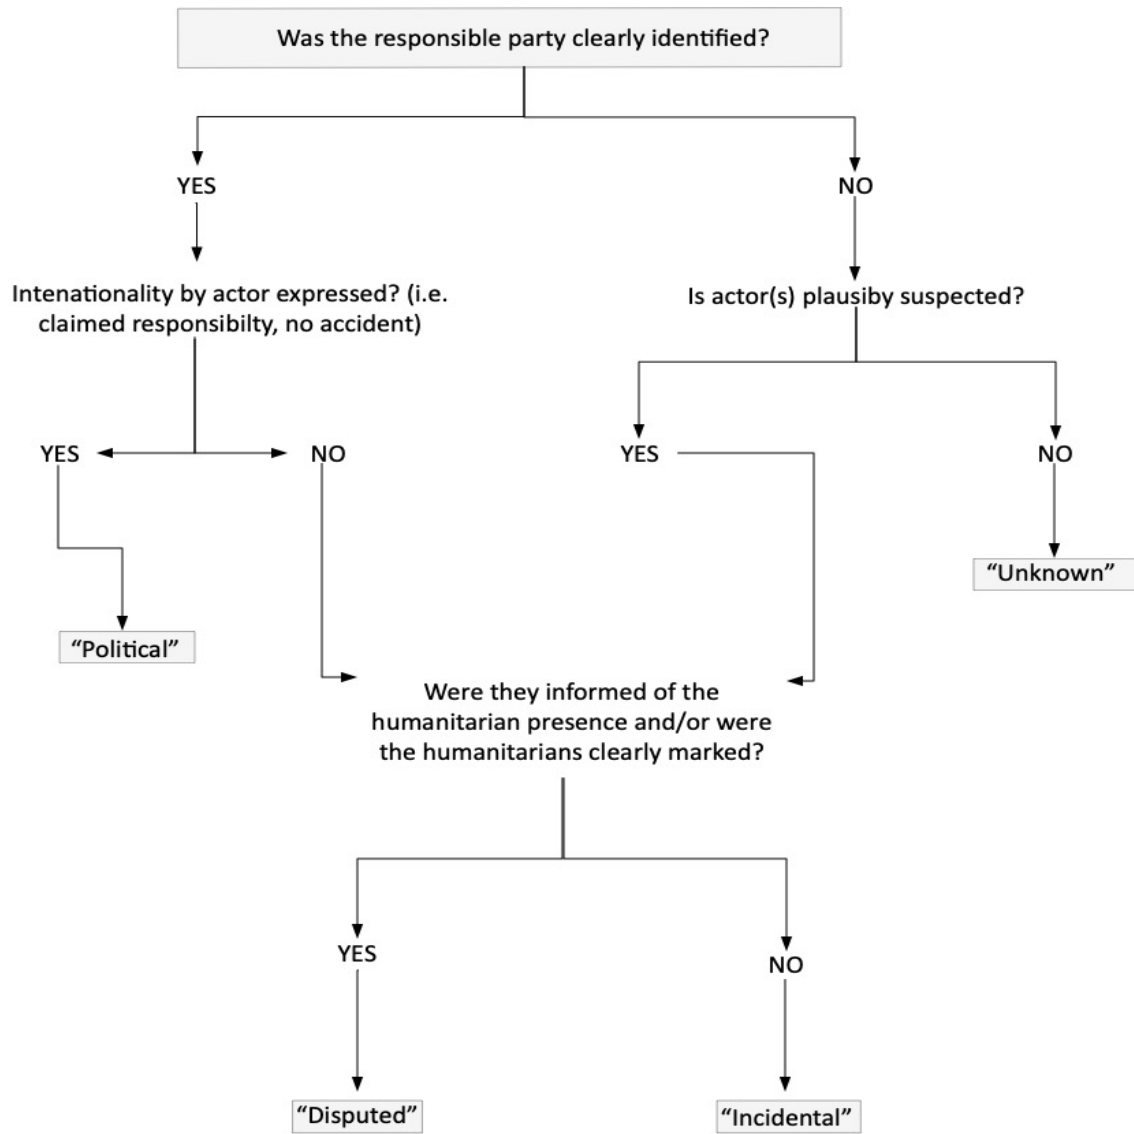 Was the responsible party clearly identified?
YES
NO
Intenationality by actor expressed? (i.e.
claimed responsibilty, no accident)
Is actor(s) plausiby suspected?
YES
NO
YES
NO
“Unknown”
“Political”
Were they informed of the
humanitarian presence and/or were
the humanitarians clearly marked?
YES
NO
“Disputed”
“Incidental”